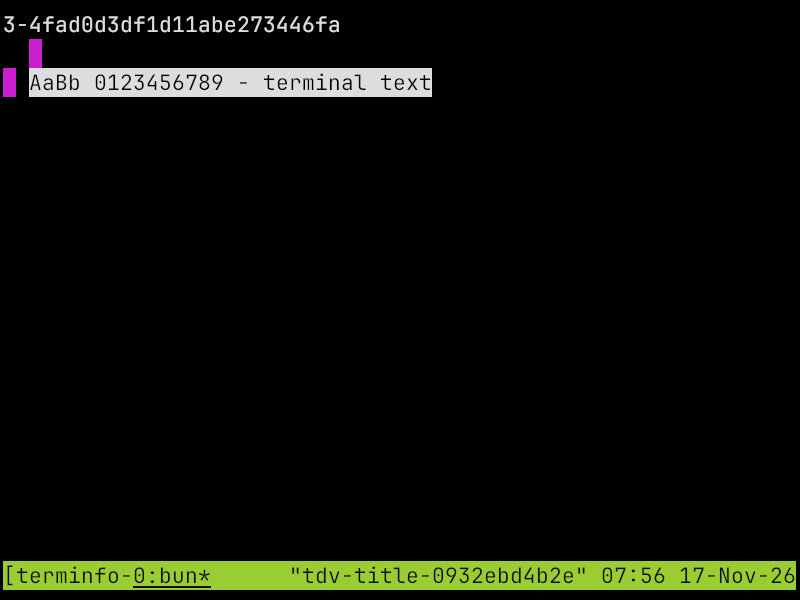 3-4fad0d3df1d11abe273446fa
AaBb 0123456789 - terminal text
[terminfo-0:bun* "tdv-title-0932ebd4b2e" 07:56 17-Nov-26